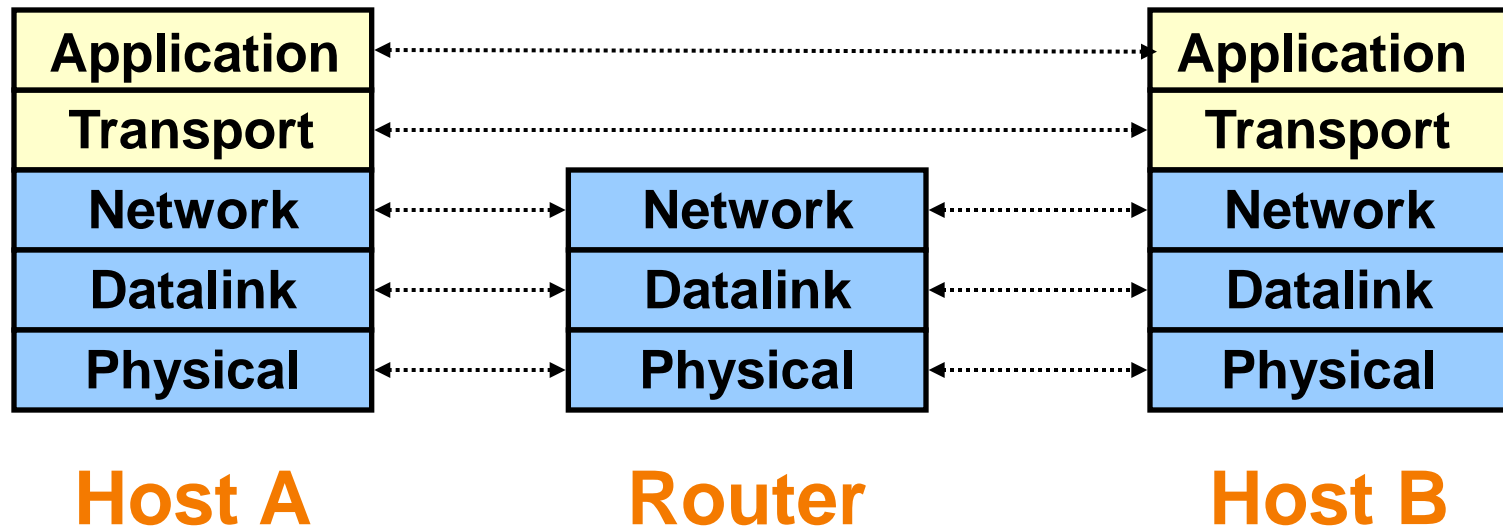 Application Application
Transport Transport
Network Network Network
Datalink Datalink Datalink
Physical Physical Physical
Host A Router Host B